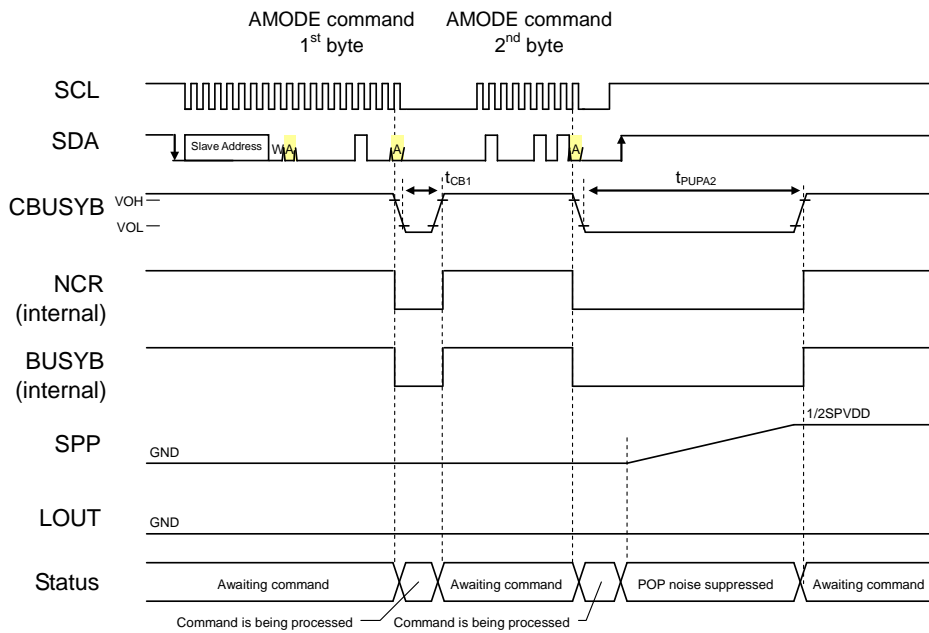 AMODE command
1st byte
AMODE command
2nd byte
SCL
SDA
Slave Address
W
A
A
A
CBUSYB
VOH
VOL
tCB1
tPUPA2
NCR
(internal)
BUSYB
(internal)
SPP
GND
1/2SPVDD
LOUT
GND
Status
Awaiting command
Awaiting command
POP noise suppressed
Awaiting command
Command is being processed
Command is being processed